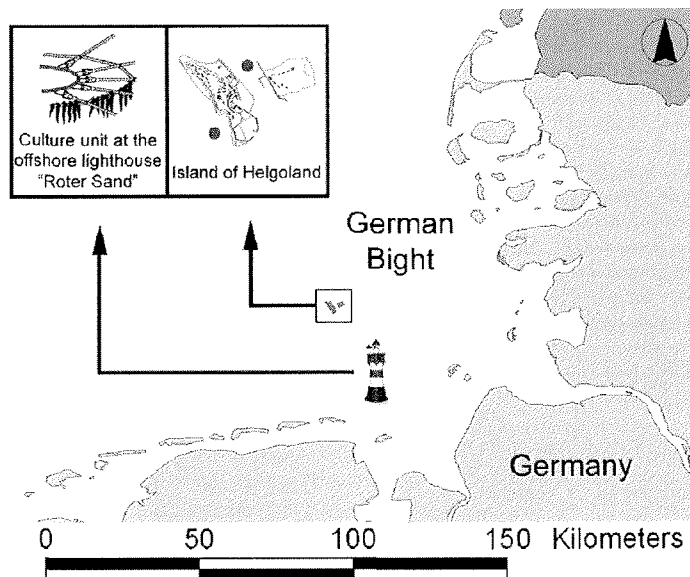 Culture unit at the
offshore lighthouse
"Roter Sand"
Island of Helgoland
German
Bight
Germany
0 50 100 150 Kilometers